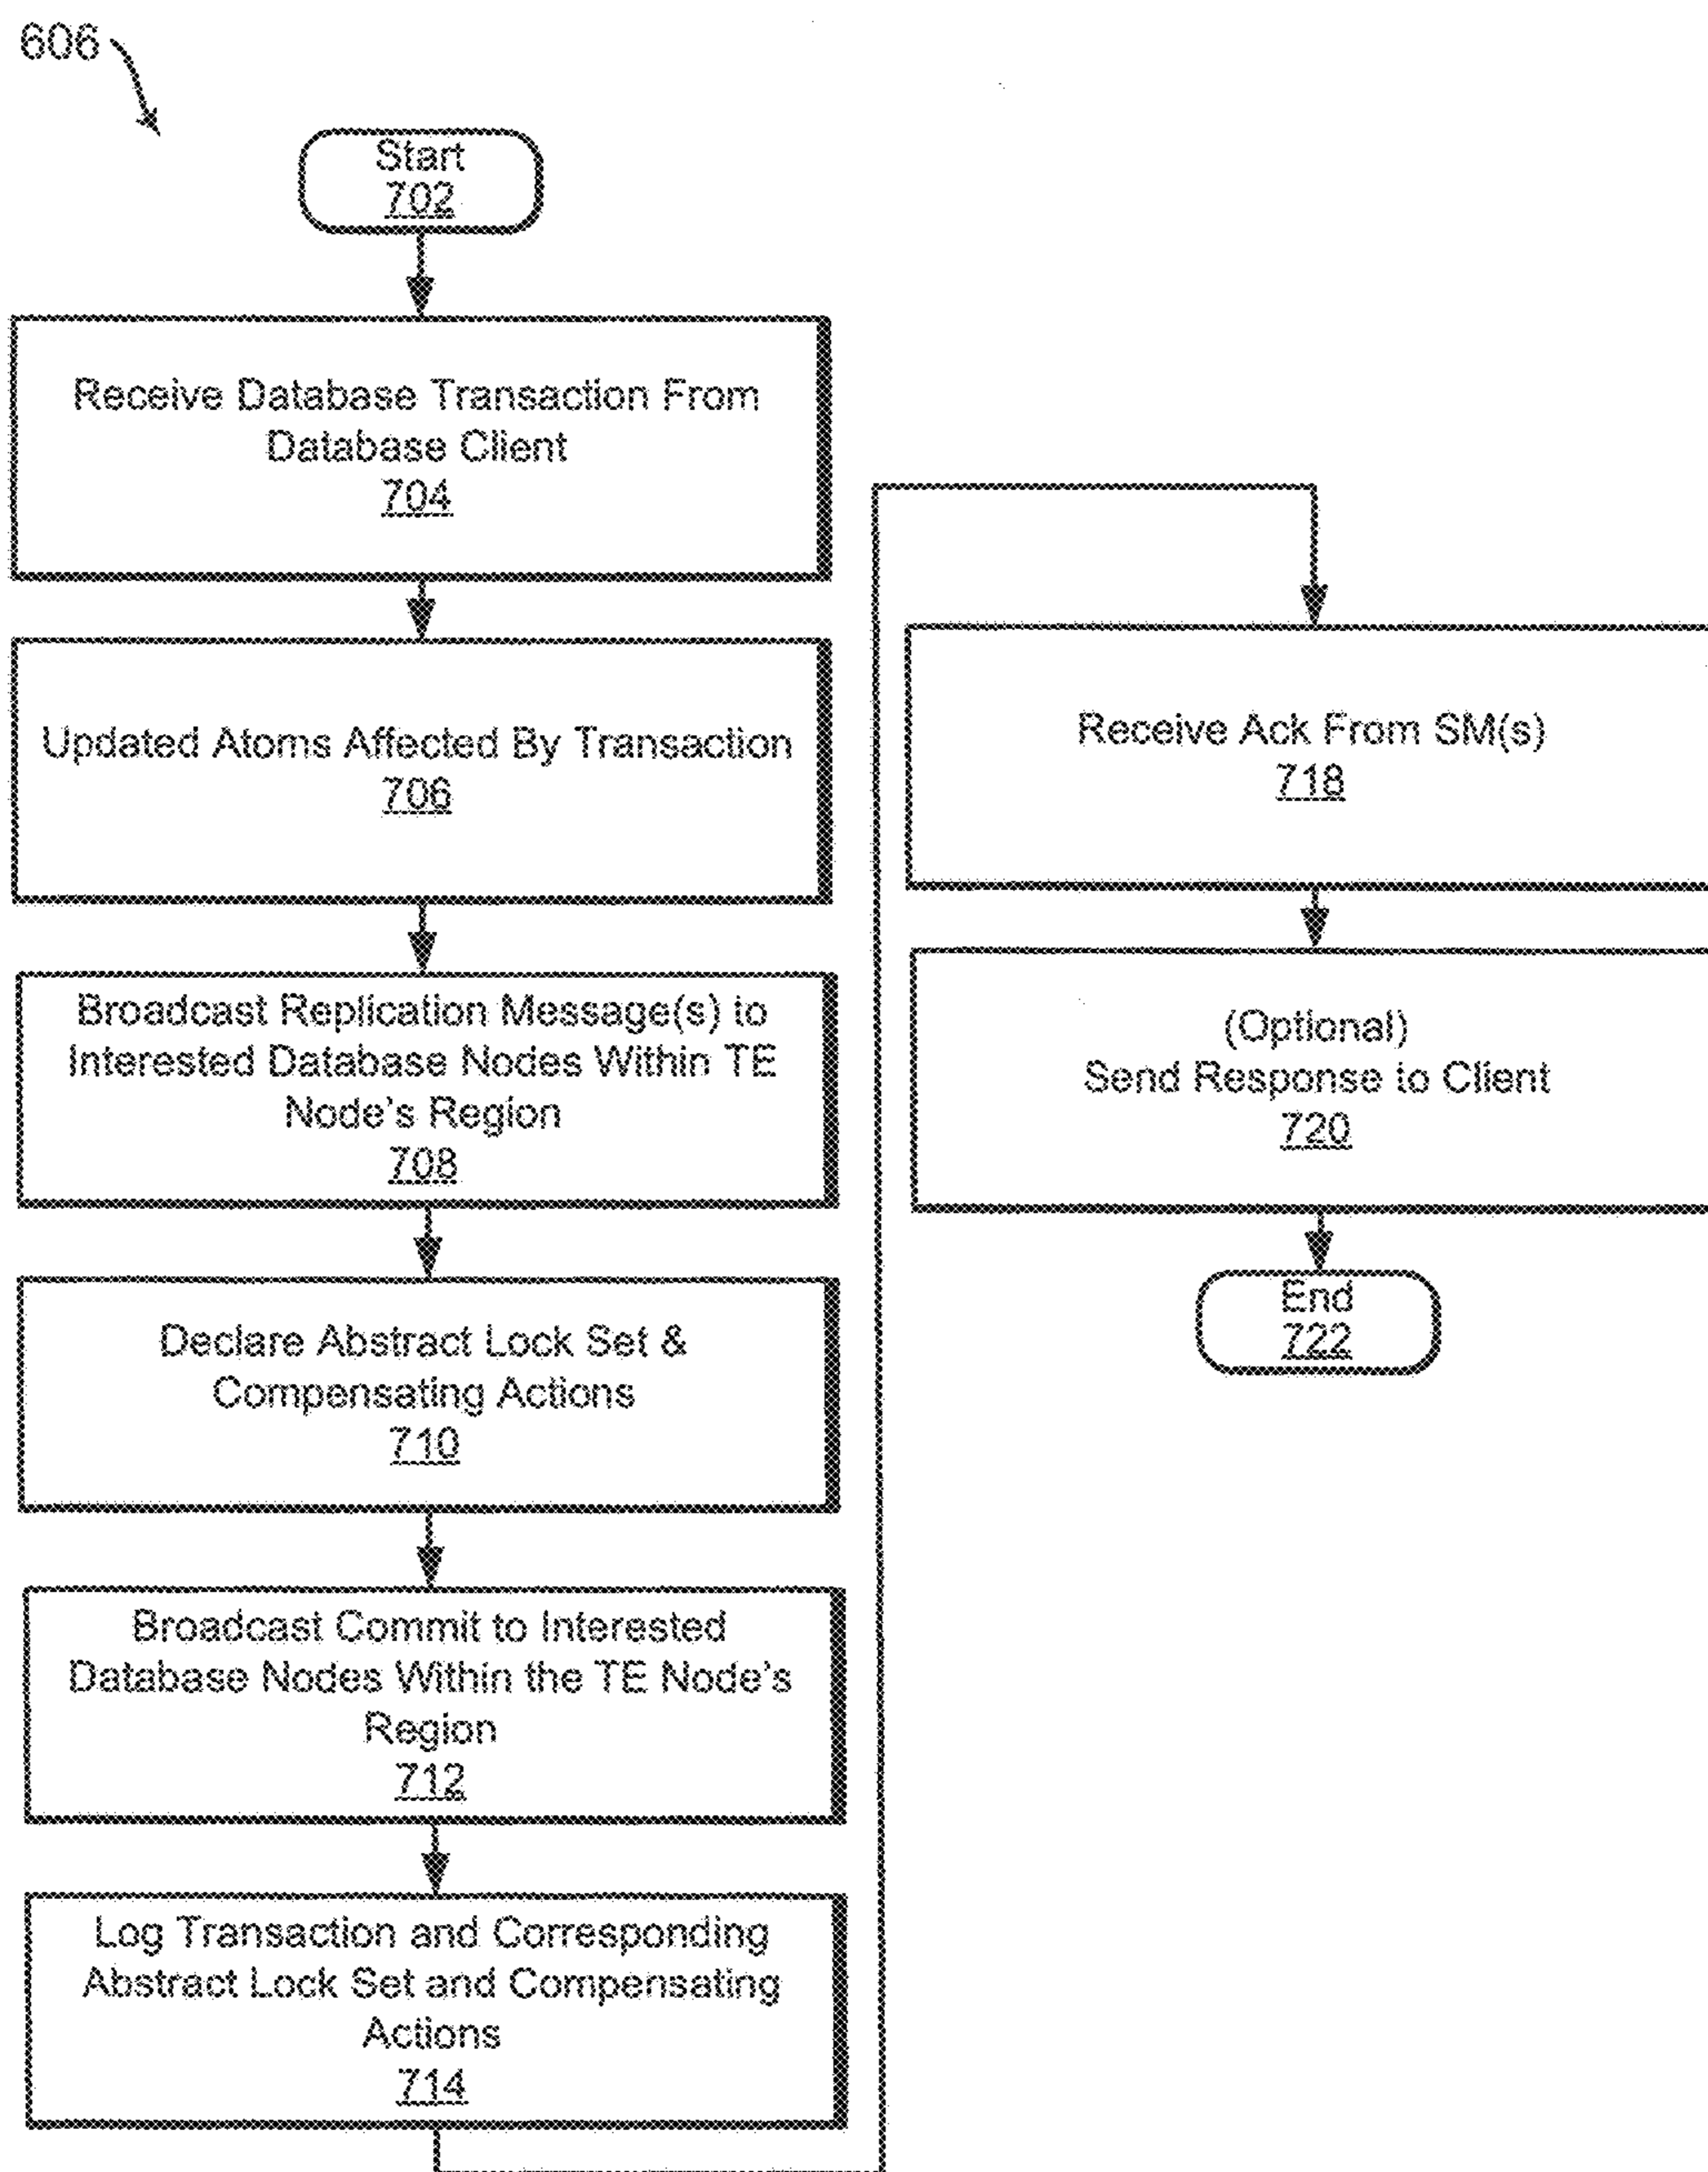 606
Start
702
Receive Database Transaction From
Database Client
704
Updated Atoms Affected By Transaction
706
Broadcast Replication Message(s) to
Interested Database Nodes Within TE
Node's Region
708
Declare Abstract Lock Set &
Compensating Actions
710
Broadcast Commit to Interested
Database Nodes Within the TE Node's
Region
712
Log Transaction and Corresponding
Abstract Lock Set and Compensating
Actions
714
Receive Ack From SM(s)
718
(Optional)
Send Response to Client
720
End
722